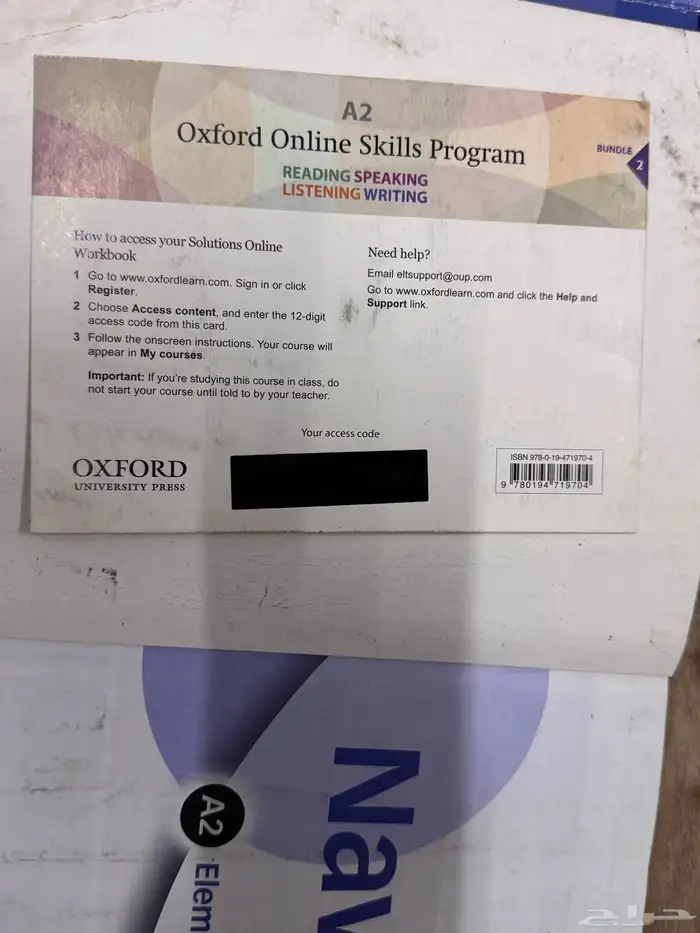 A2
Oxford Online Skills Program
READING SPEAKING
LISTENING WRITING
BUNDLE
2
How to access your Solutions Online
Workbook
1 Go to www.oxfordlearn.com. Sign in or click
Register.
2 Choose Access content, and enter the 12-digit
access code from this card.
3 Follow the onscreen instructions. Your course will
appear in My courses.
Important: If you're studying this course in class, do
not start your course until told to by your teacher.
Need help?
Email eltsupport@oup.com
Go to www.oxfordlearn.com and click the Help and
Support link.
Your access code
OXFORD
UNIVERSITY PRESS
ISBN 978-0-19-471970-4
9 780194 719704
Nav
A2
Elem
حراج